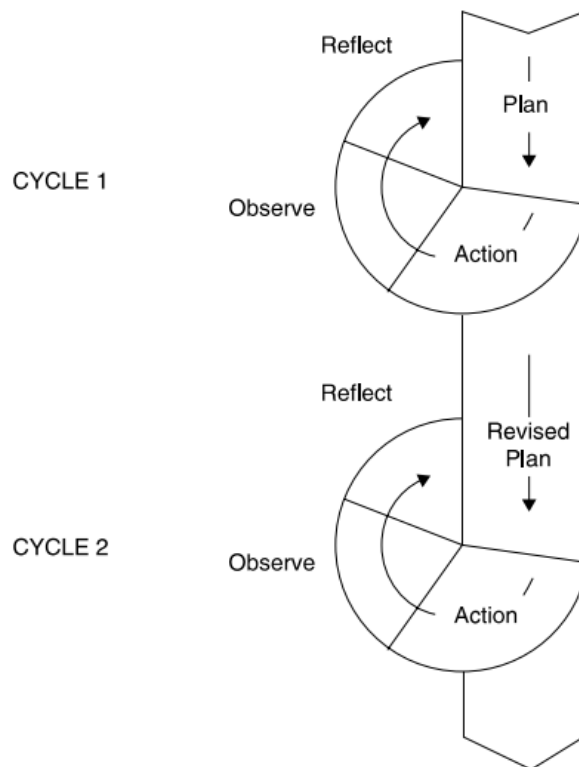 Reflect
Plan
CYCLE 1
Observe
Action
Reflect
Revised
Plan
CYCLE 2
Observe
Action